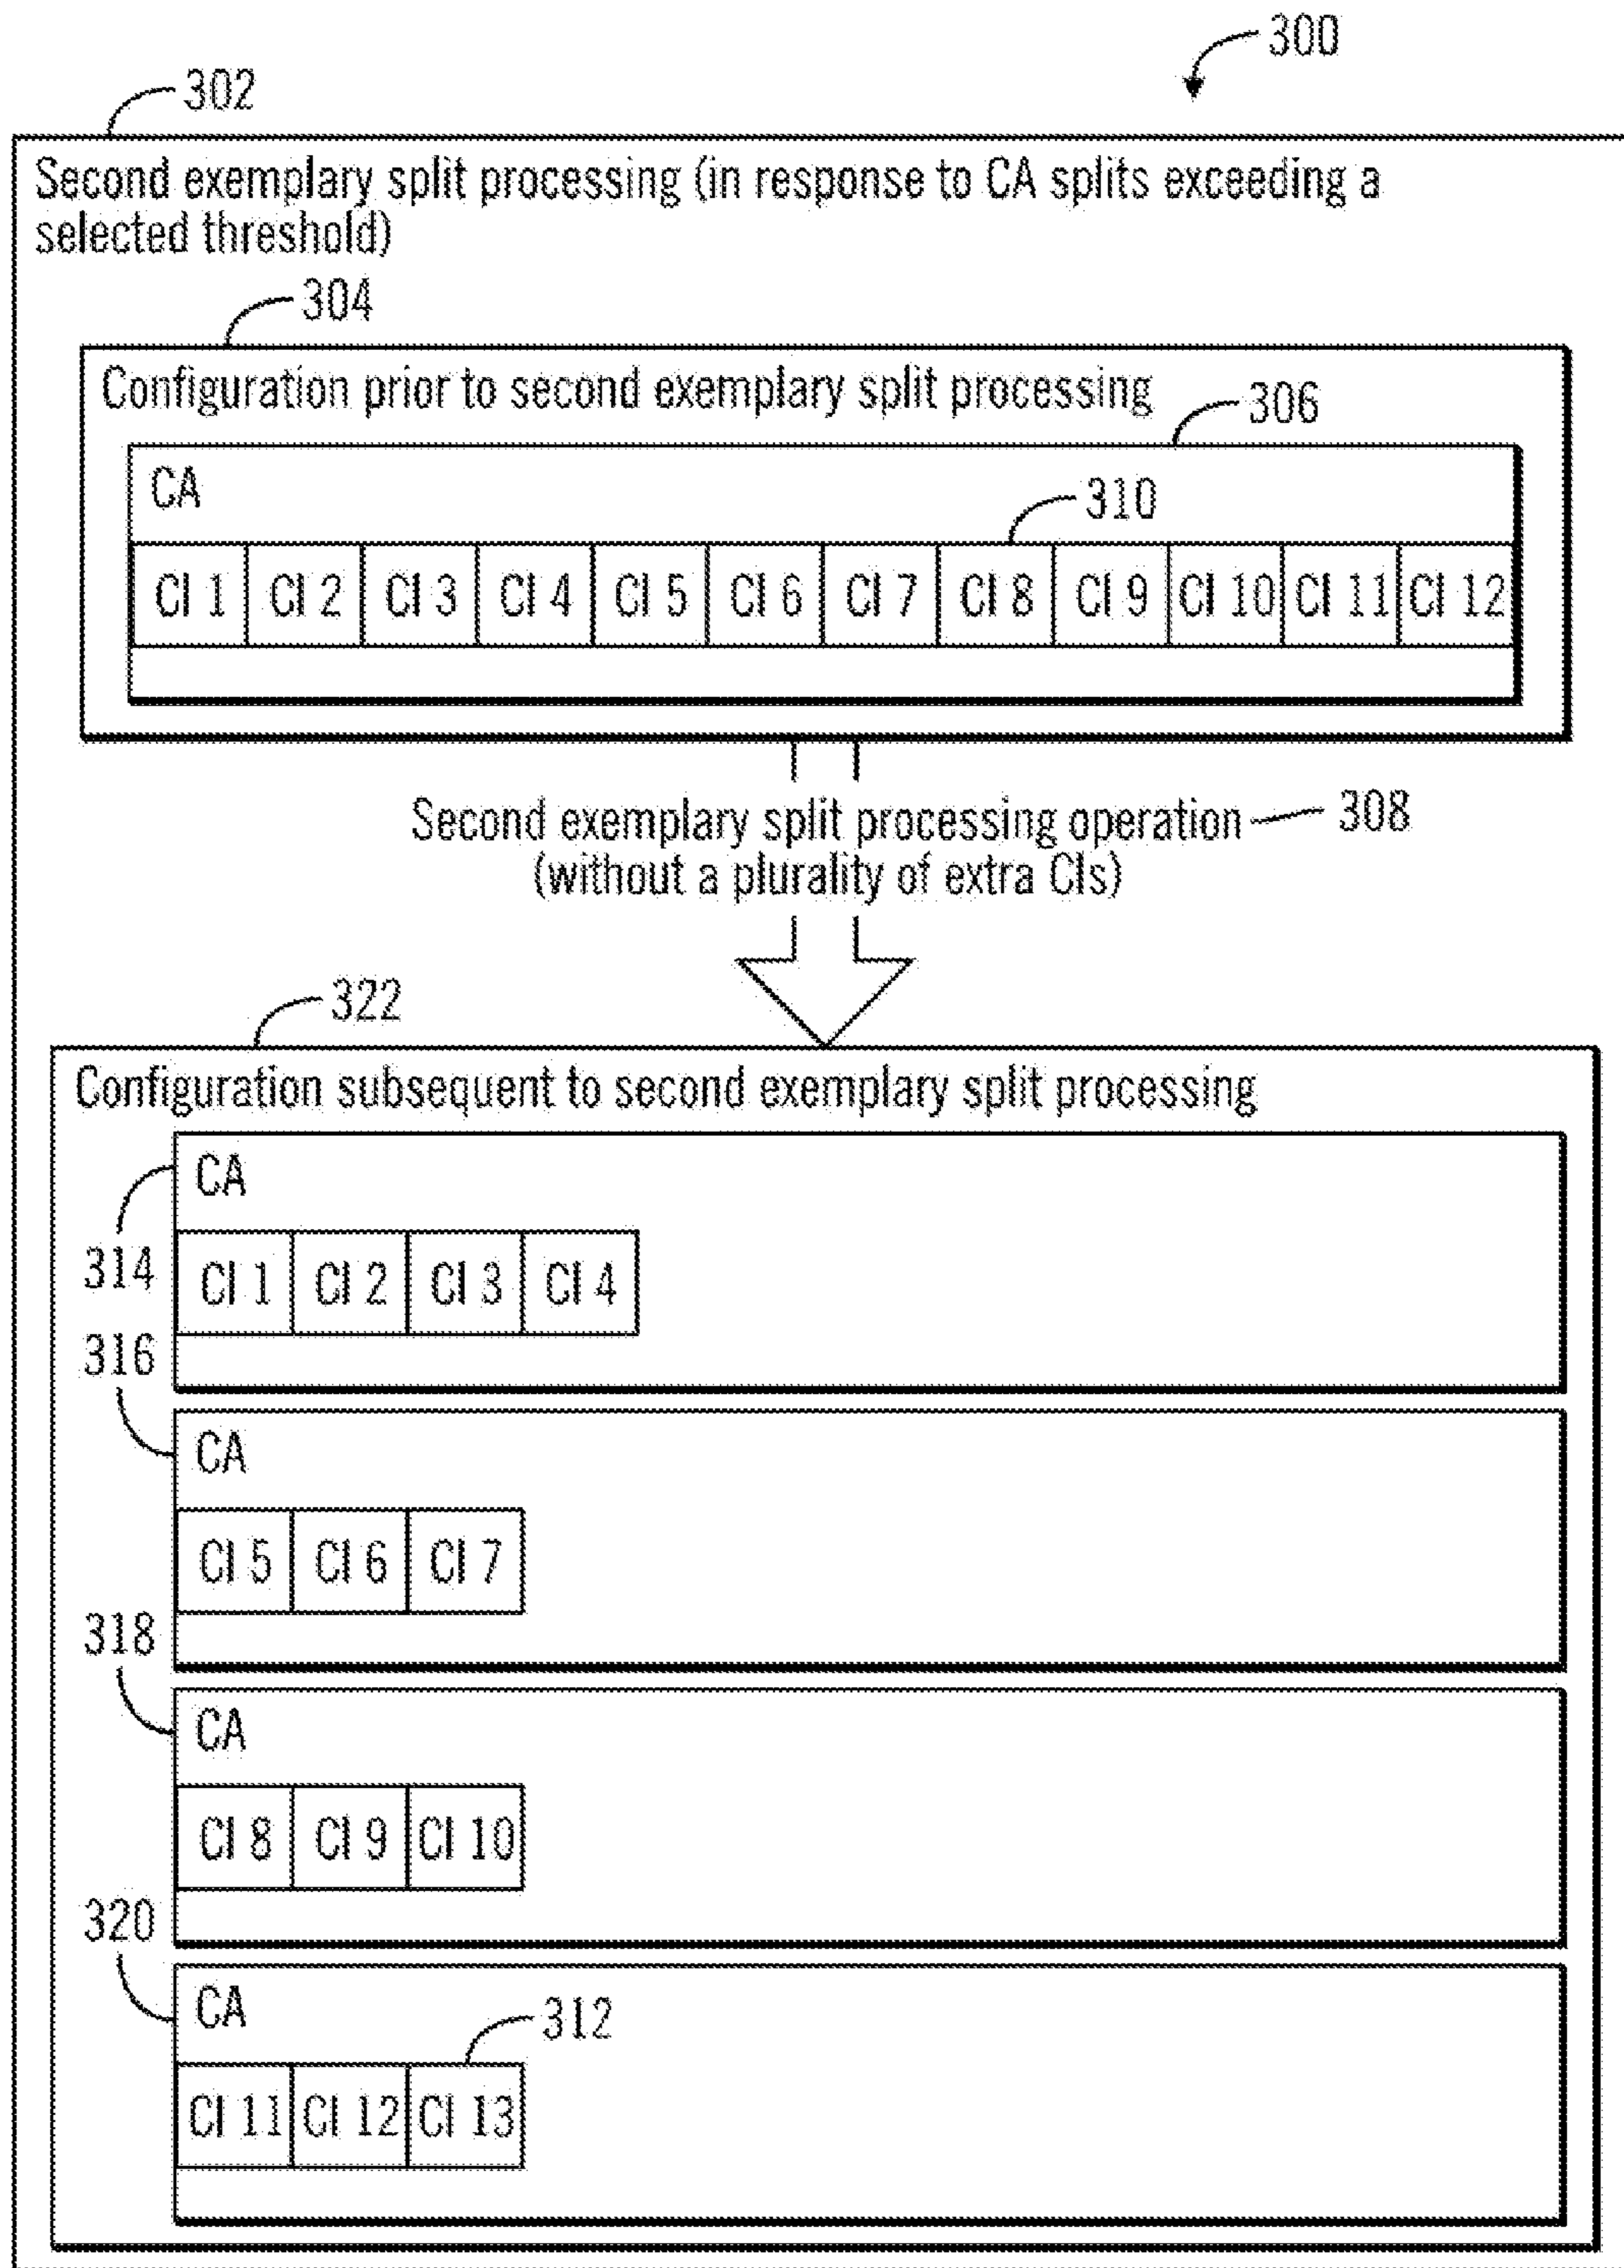 300
302
Second exemplary split processing (in response to CA splits exceeding a
selected threshold)
304
Configuration prior to second exemplary split processing
306
CA
310
CI 1 CI 2 CI 3 CI 4 CI 5 CI 6 CI 7 CI 8 CI 9 CI 10 CI 11 CI 12
Second exemplary split processing operation 308
(without a plurality of extra CIs)
322
Configuration subsequent to second exemplary split processing
CA
314
CI 1 CI 2 CI 3 CI 4
316
CA
CI 5 CI 6 CI 7
318
CA
CI 8 CI 9 CI 10
320
CA
312
CI 11 CI 12 CI 13